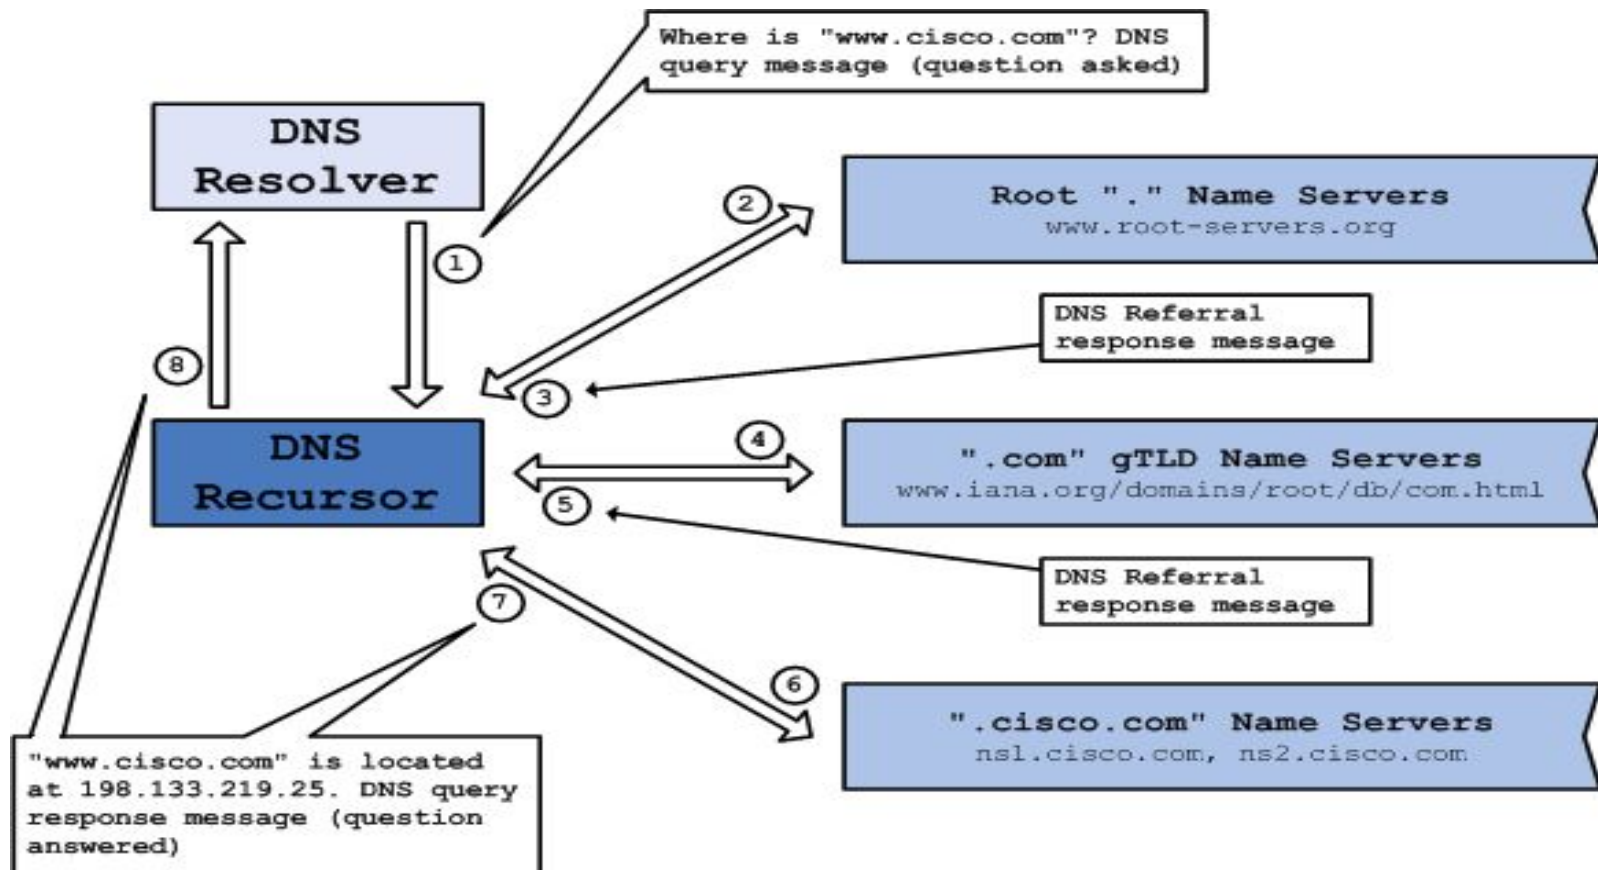 Where is "www.cisco.com"? DNS
query message (question asked)
DNS
Resolver
1
2
Root "." Name Servers
www.root-servers.org
DNS Referral
response message
8
3
DNS
Recursor
4
".com" gTLD Name Servers
www.iana.org/domains/root/db/com.html
5
DNS Referral
response message
7
6
".cisco.com" Name Servers
ns1.cisco.com, ns2.cisco.com
"www.cisco.com" is located
at 198.133.219.25. DNS query
response message (question
answered)